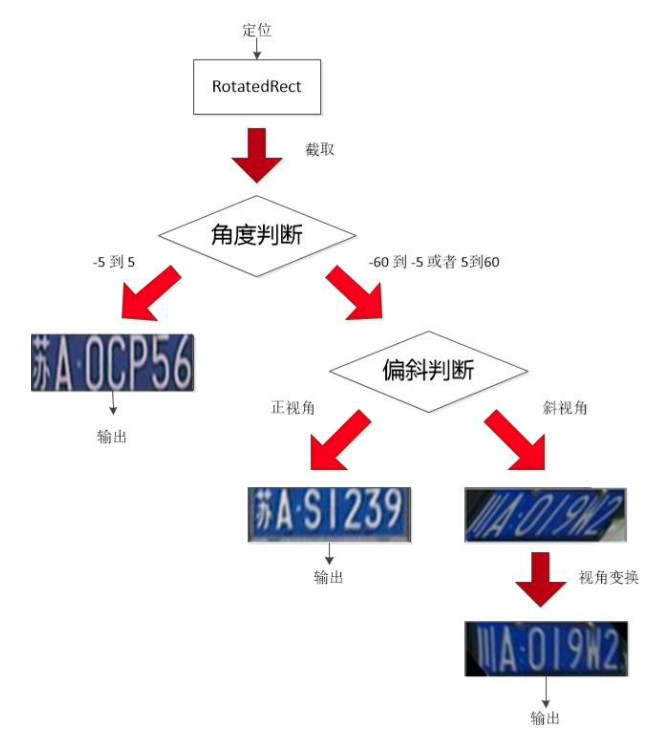 定位
RotatedRect
截取
角度判断
-5 到 5
-60 到 -5 或者 5到60
苏A·0CP56
偏斜判断
输出
正视角
斜视角
苏A·S1239
川A·019W2
输出
视角变换
川A·019W2
输出